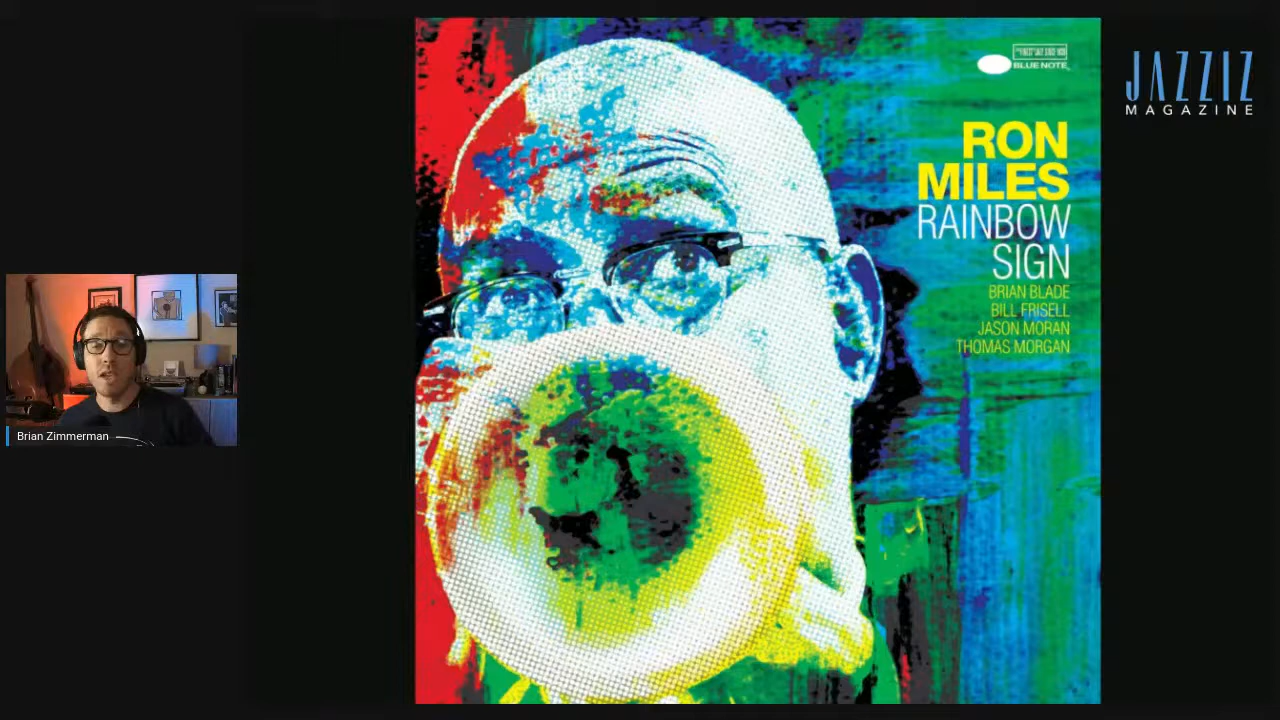 BLUE NOTE
JAZZIZ
MAGAZINE
RON
MILES
RAINBOW
SIGN
BRIAN BLADE
BILL FRISELL
JASON MORAN
THOMAS MORGAN
Brian Zimmerman